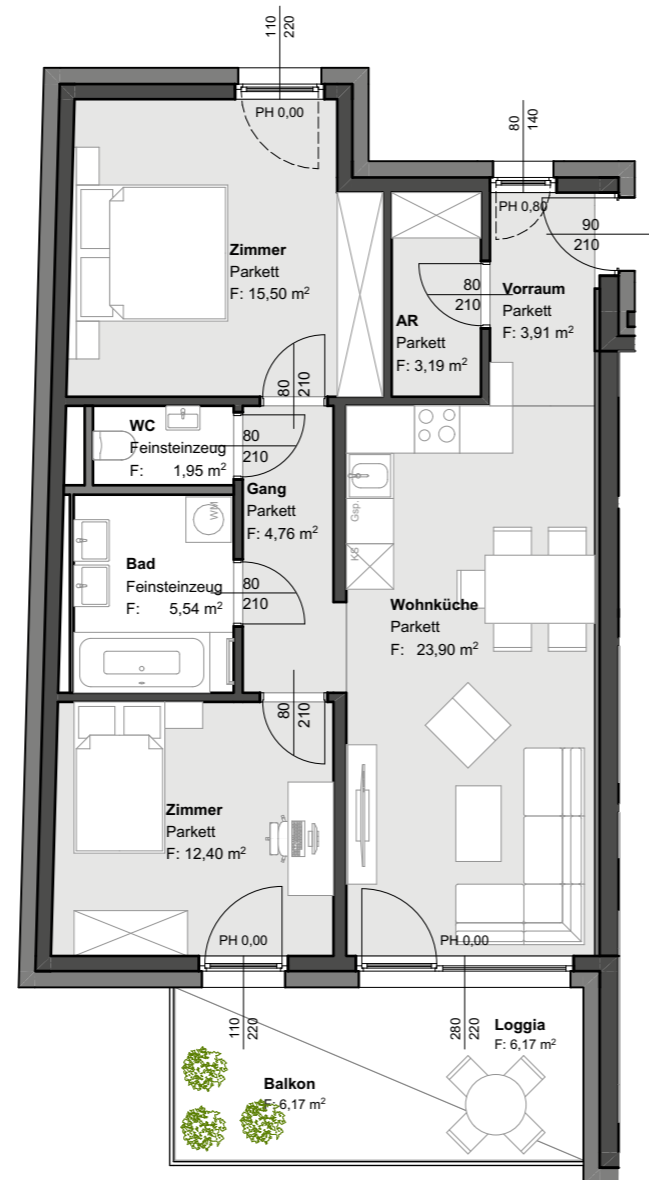 110
220
PH 0,00
80
140
PH 0,80
90
210
Zimmer
Parkett
F: 15,50 m²
80
210
Vorraum
Parkett
F: 3,91 m²
AR
Parkett
F: 3,19 m²
80
210
WC
Feinsteinzeug
F: 1,95 m²
80
210
Gang
Parkett
F: 4,76 m²
WM
Gsp.
KS
Bad
Feinsteinzeug
F: 5,54 m²
80
210
Wohnküche
Parkett
F: 23,90 m²
80
210
Zimmer
Parkett
F: 12,40 m²
PH 0,00
PH 0,00
110
220
280
220
Loggia
F: 6,17 m²
Balkon
F: 6,17 m²